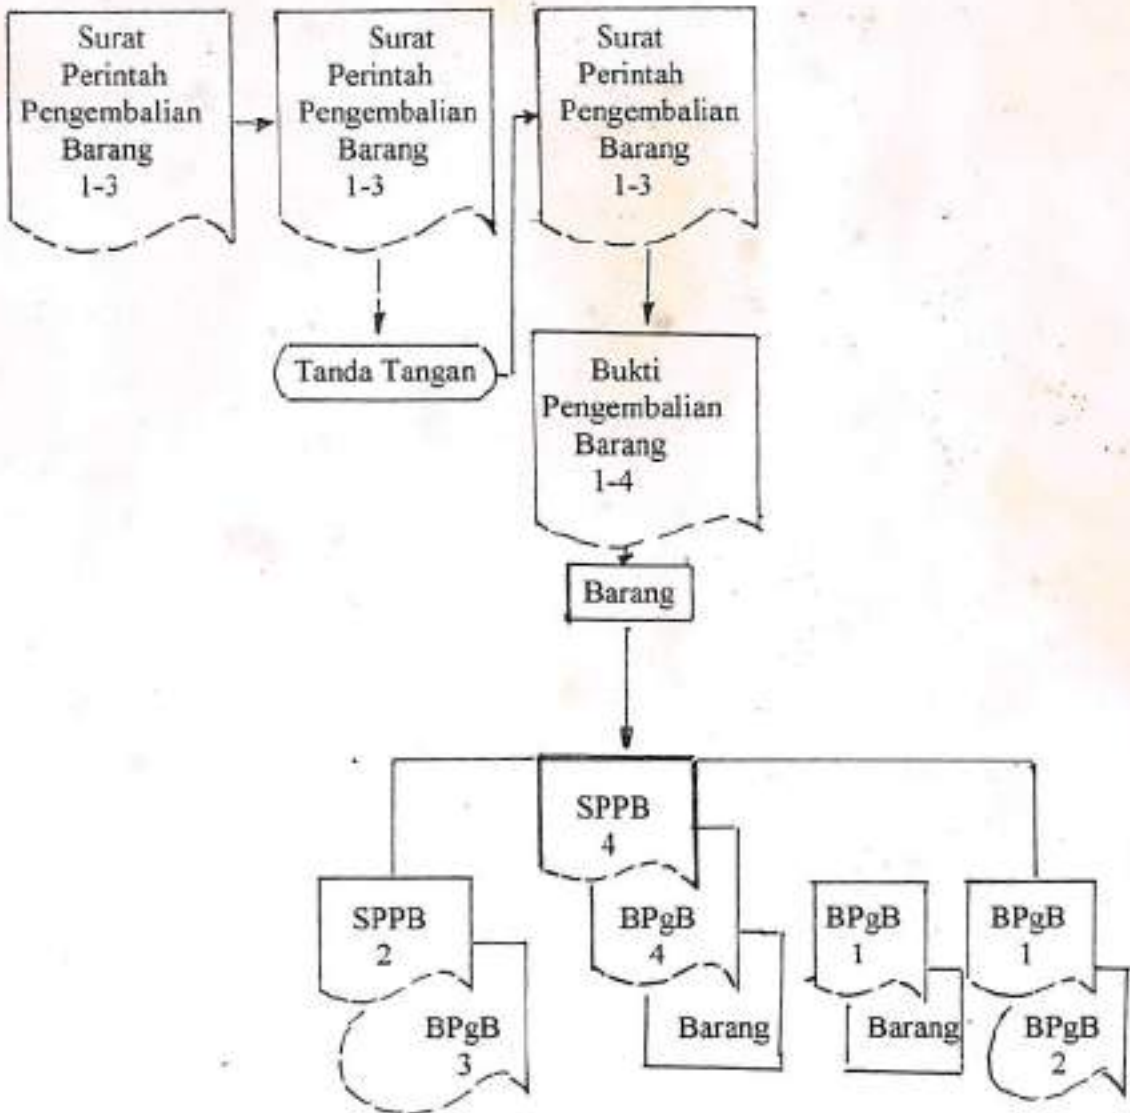 Surat
Perintah
Pengembalian
Barang
1-3
Surat
Perintah
Pengembalian
Barang
1-3
Surat
Perintah
Pengembalian
Barang
1-3
Tanda Tangan
Bukti
Pengembalian
Barang
1-4
Barang
SPPB
4
SPPB
2
BPgB
3
BPgB
4
Barang
BPgB
1
Barang
BPgB
1
BPgB
2